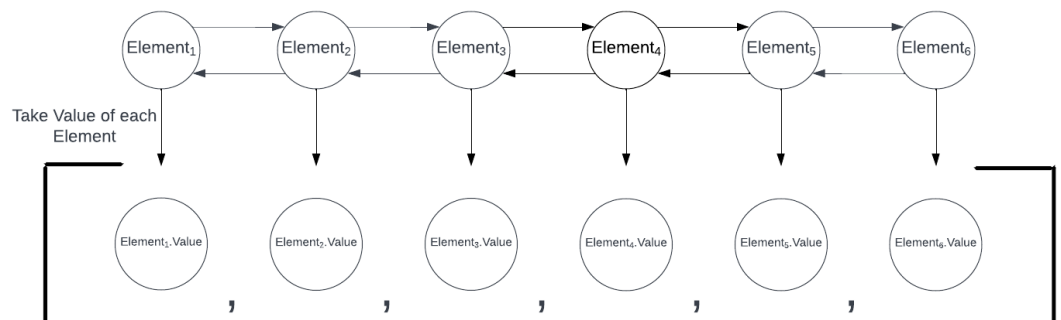 Element₁ Element₂ Element₃ Element₄ Element₅ Element₆
Take Value of each
Element
Element₁.Value Element₂.Value Element₃.Value Element₄.Value Element₅.Value Element₆.Value
, , , , ,